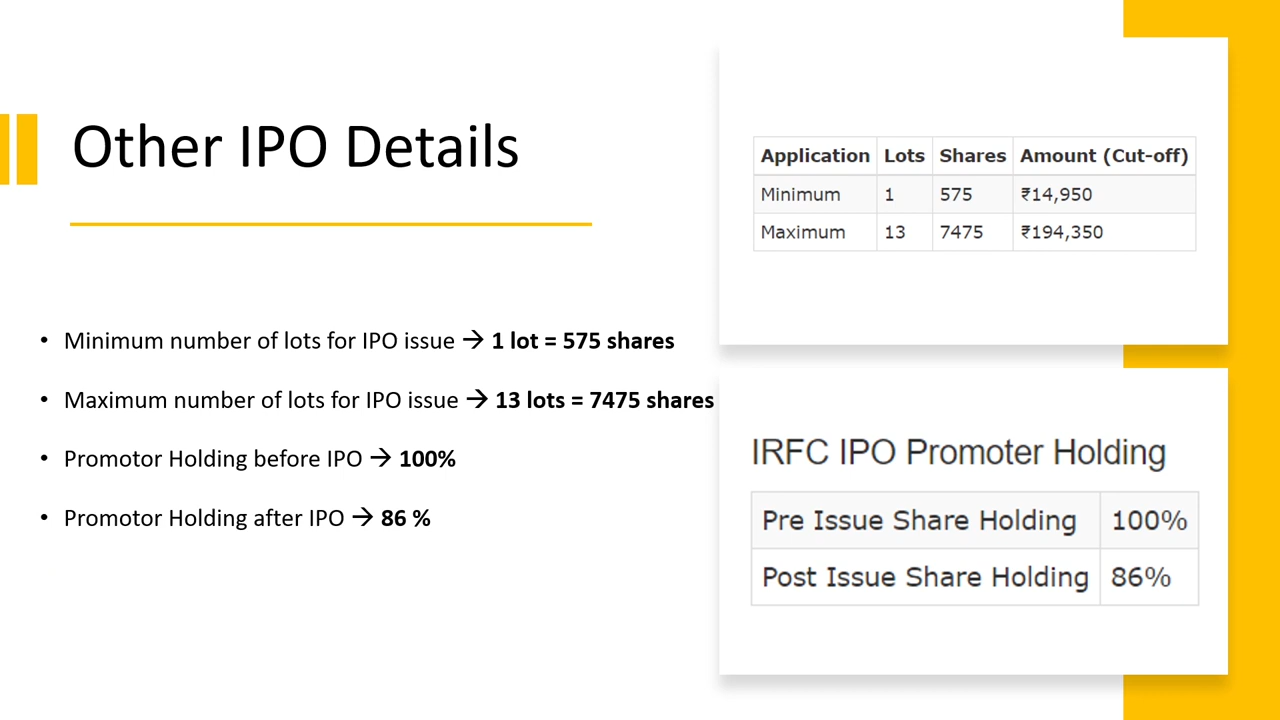 Other IPO Details
• Minimum number of lots for IPO issue → 1 lot = 575 shares
• Maximum number of lots for IPO issue → 13 lots = 7475 shares
• Promotor Holding before IPO → 100%
• Promotor Holding after IPO → 86 %
Application Lots Shares Amount (Cut-off)
Minimum 1 575 ₹14,950
Maximum 13 7475 ₹194,350
IRFC IPO Promoter Holding
Pre Issue Share Holding 100%
Post Issue Share Holding 86%